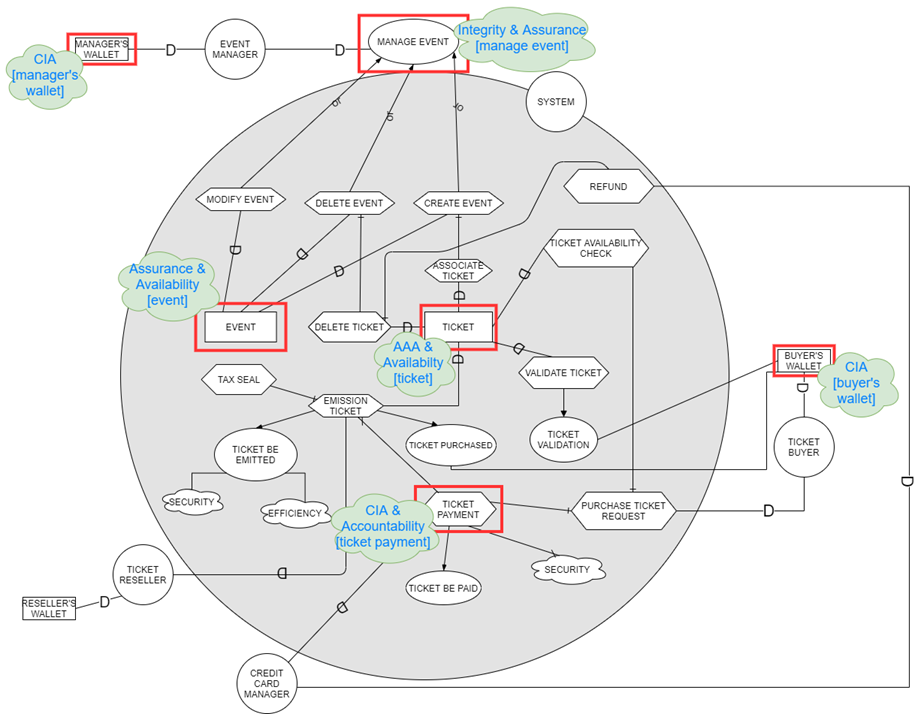 MANAGER'S
WALLET
D
EVENT
MANAGER
D
MANAGE EVENT
Integrity & Assurance
[manage event]
CIA
[manager's
wallet]
SYSTEM
or
or
or
MODIFY EVENT
DELETE EVENT
CREATE EVENT
REFUND
D
D
D
TICKET AVAILABILITY
CHECK
ASSOCIATE
TICKET
D
D
Assurance &
Availability
[event]
EVENT
DELETE TICKET
D
TICKET
AAA &
Availabilty
[ticket]
D
D
VALIDATE TICKET
BUYER'S
WALLET
CIA
[buyer's
wallet]
D
TAX SEAL
EMISSION
TICKET
TICKET BE
EMITTED
TICKET PURCHASED
TICKET
VALIDATION
TICKET
BUYER
SECURITY
EFFICIENCY
CIA &
Accountability
[ticket payment]
TICKET
PAYMENT
PURCHASE TICKET
REQUEST
D
D
TICKET
RESELLER
D
SECURITY
TICKET BE PAID
RESELLER'S
WALLET
D
D
CREDIT
CARD
MANAGER